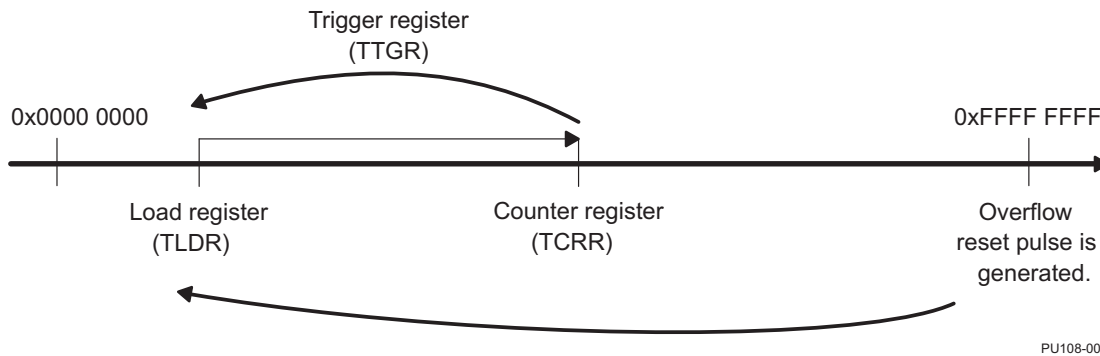 Trigger register
(TTGR)
0x0000 0000
0xFFFF FFFF
Load register
(TLDR)
Counter register
(TCRR)
Overflow
reset pulse is
generated.
PU108-00